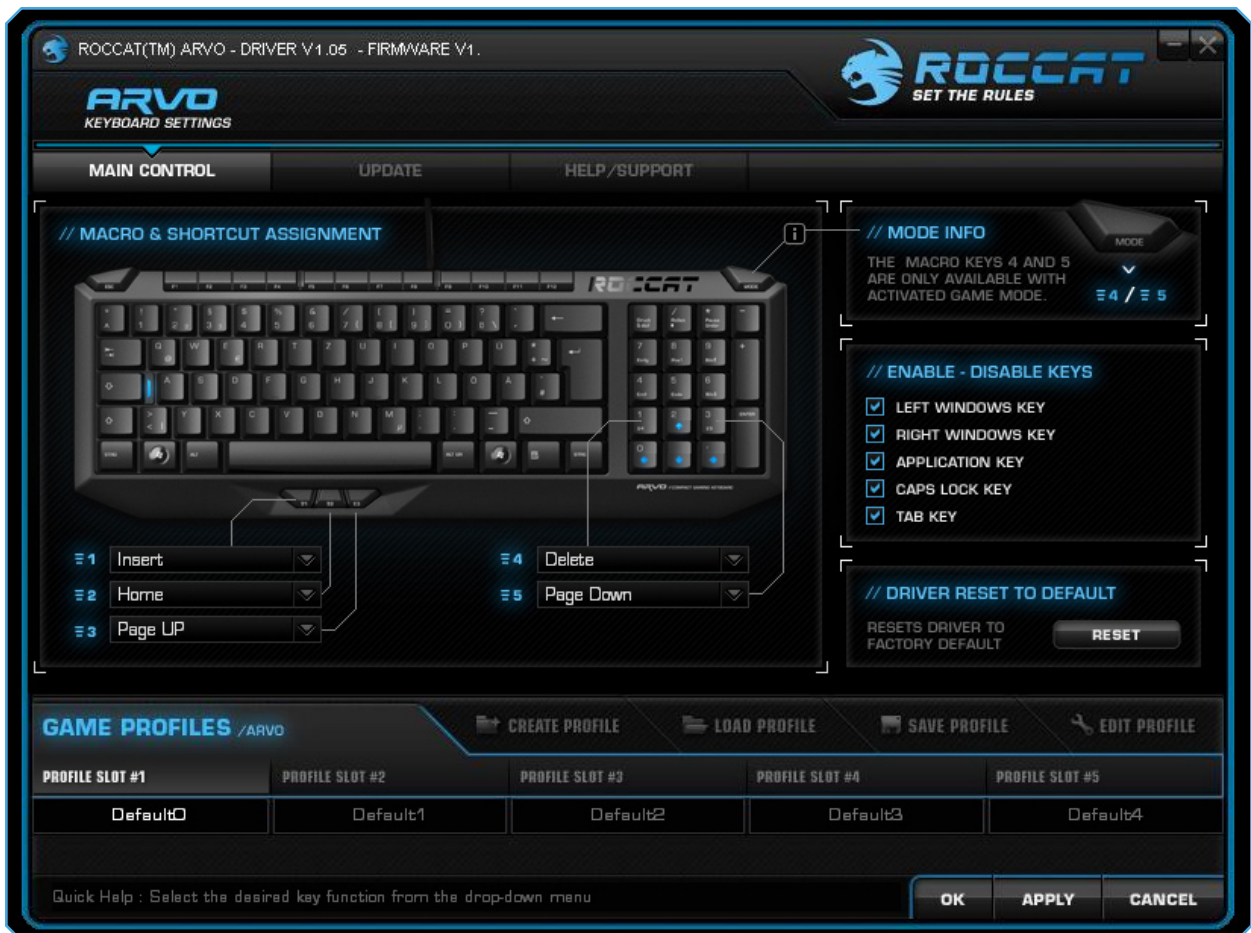 ROCCAT(TM) ARVO - DRIVER V1.05 - FIRMWARE V1.
ROCCAT
SET THE RULES
ARVO
KEYBOARD SETTINGS
MAIN CONTROL
UPDATE
HELP/SUPPORT
// MACRO & SHORTCUT ASSIGNMENT
ROCCAT
1 Insert
2 Home
3 Page UP
4 Delete
5 Page Down
// MODE INFO
THE MACRO KEYS 4 AND 5
ARE ONLY AVAILABLE WITH
ACTIVATED GAME MODE.
MODE
4 / 5
// ENABLE - DISABLE KEYS
LEFT WINDOWS KEY
RIGHT WINDOWS KEY
APPLICATION KEY
CAPS LOCK KEY
TAB KEY
// DRIVER RESET TO DEFAULT
RESETS DRIVER TO
FACTORY DEFAULT
RESET
GAME PROFILES /ARVO
CREATE PROFILE
LOAD PROFILE
SAVE PROFILE
EDIT PROFILE
PROFILE SLOT #1
PROFILE SLOT #2
PROFILE SLOT #3
PROFILE SLOT #4
PROFILE SLOT #5
Default0
Default1
Default2
Default3
Default4
Quick Help : Select the desired key function from the drop-down menu
OK
APPLY
CANCEL